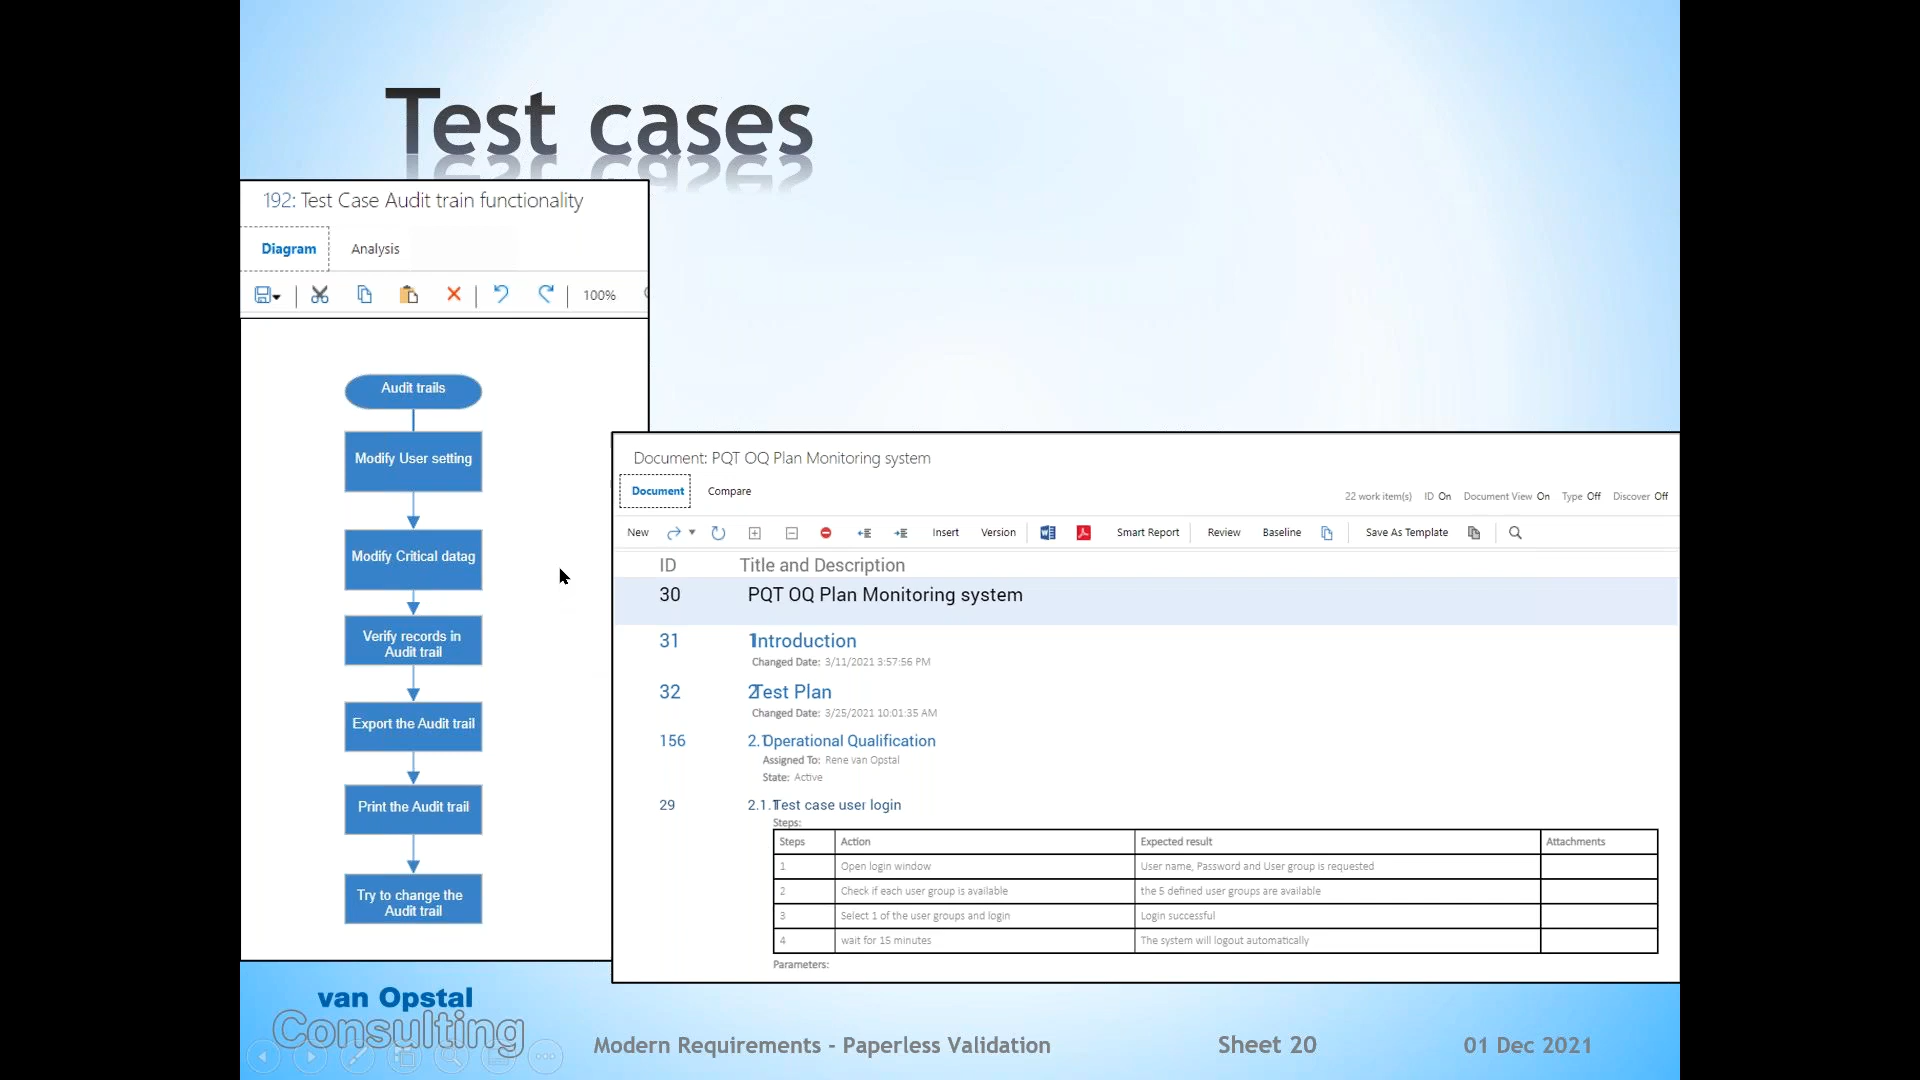 Test cases
192: Test Case Audit train functionality
Diagram Analysis
100%
Audit trails
Modify User setting
Modify Critical datag
Verify records in
Audit trail
Export the Audit trail
Print the Audit trail
Try to change the
Audit trail
Document: PQT OQ Plan Monitoring system
Document Compare
22 work item(s) ID On Document View On Type Off Discover Off
New Insert Version Smart Report Review Baseline Save As Template
ID Title and Description
30 PQT OQ Plan Monitoring system
31 1Introduction
Changed Date: 3/11/2021 3:57:56 PM
32 2Test Plan
Changed Date: 3/25/2021 10:01:35 AM
156 2.1Operational Qualification
Assigned To: Rene van Opstal
State: Active
29 2.1.1Test case user login
Steps:
Steps Action Expected result Attachments
1 Open login window User name, Password and User group is requested
2 Check if each user group is available the 5 defined user groups are available
3 Select 1 of the user groups and login Login successful
4 wait for 15 minutes The system will logout automatically
Parameters:
van Opstal
Consulting
Modern Requirements - Paperless Validation Sheet 20 01 Dec 2021